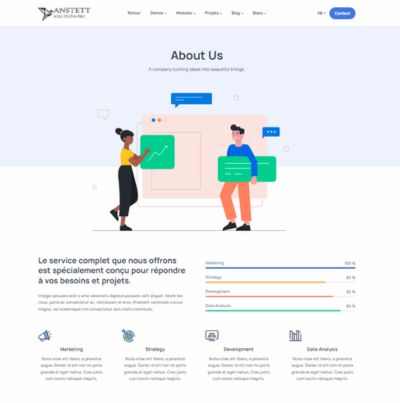 ANSTETT
SOLUTIONS PRO
Retour Demos Modules Projets Blog Blocs FR Contact
About Us
A company turning ideas into beautiful things.
Le service complet que nous offrons
est spécialement conçu pour répondre
à vos besoins et projets.
Integer posuere erat a ante venenatis dapibus posuere velit aliquet. Morbi leo
risus, porta ac consectetur ac, vestibulum at eros. Praesent commodo cursus
magna, vel scelerisque nisl consectetur duis mollis commodo.
Marketing 100 %
Strategy 80 %
Development
Data Analysis 90 %
Marketing
Nulla vitae elit libero, a pharetra
augue. Donec id elit non mi porta
gravida at eget metus. Cras justo
cum sociis natoque magnis.
Strategy
Nulla vitae elit libero, a pharetra
augue. Donec id elit non mi porta
gravida at eget metus. Cras justo
cum sociis natoque magnis.
Development
Nulla vitae elit libero, a pharetra
augue. Donec id elit non mi porta
gravida at eget metus. Cras justo
cum sociis natoque magnis.
Data Analysis
Nulla vitae elit libero, a pharetra
augue. Donec id elit non mi porta
gravida at eget metus. Cras justo
cum sociis natoque magnis.